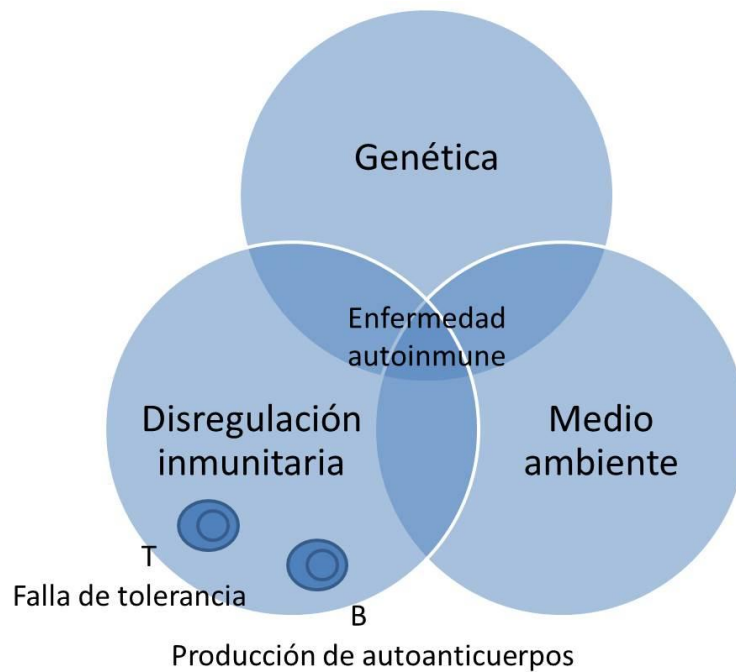 Genética
Enfermedad
autoinmune
Disregulación
inmunitaria
Medio
ambiente
T
Falla de tolerancia
B
Producción de autoanticuerpos